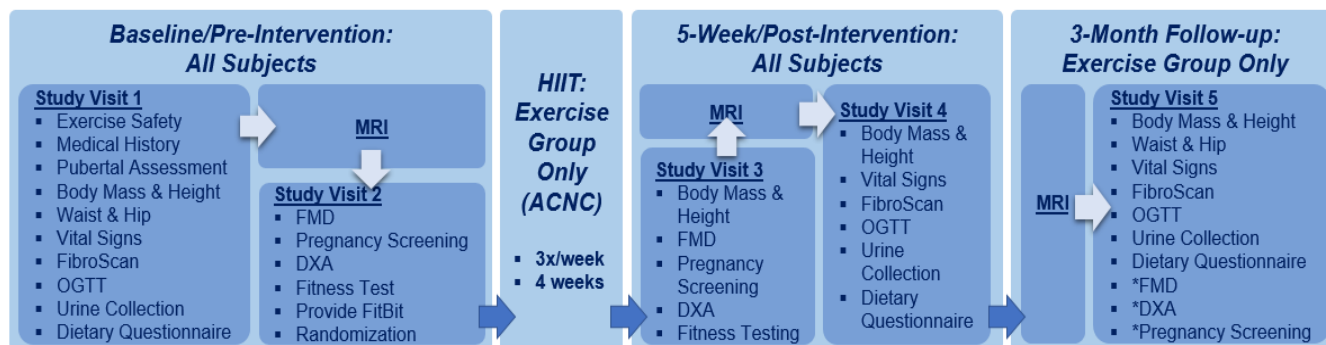 Baseline/Pre-Intervention:
All Subjects
Study Visit 1
▪ Exercise Safety
▪ Medical History
▪ Pubertal Assessment
▪ Body Mass & Height
▪ Waist & Hip
▪ Vital Signs
▪ FibroScan
▪ OGTT
▪ Urine Collection
▪ Dietary Questionnaire
MRI
Study Visit 2
▪ FMD
▪ Pregnancy Screening
▪ DXA
▪ Fitness Test
▪ Provide FitBit
▪ Randomization
HIIT:
Exercise
Group
Only
(ACNC)
▪ 3x/week
▪ 4 weeks
5-Week/Post-Intervention:
All Subjects
MRI
Study Visit 3
▪ Body Mass &
Height
▪ FMD
▪ Pregnancy
Screening
▪ DXA
▪ Fitness Testing
Study Visit 4
▪ Body Mass &
Height
▪ Vital Signs
▪ FibroScan
▪ OGTT
▪ Urine
Collection
▪ Dietary
Questionnaire
3-Month Follow-up:
Exercise Group Only
MRI
Study Visit 5
▪ Body Mass & Height
▪ Waist & Hip
▪ Vital Signs
▪ FibroScan
▪ OGTT
▪ Urine Collection
▪ Dietary Questionnaire
▪ *FMD
▪ *DXA
▪ *Pregnancy Screening